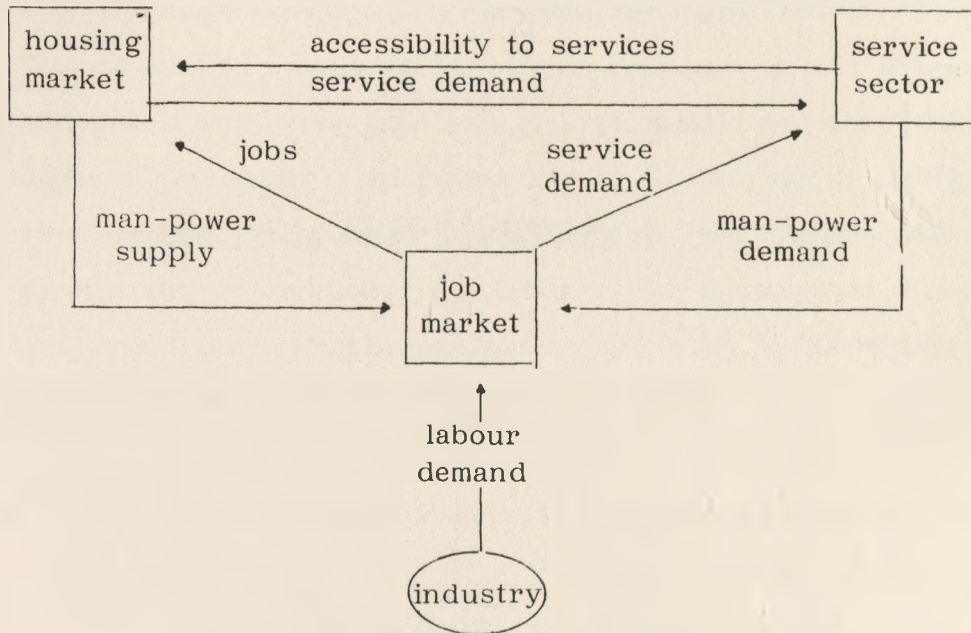 housing
market
accessibility to services
service demand
service
sector
jobs
service
demand
man-power
supply
man-power
demand
job
market
labour
demand
industry